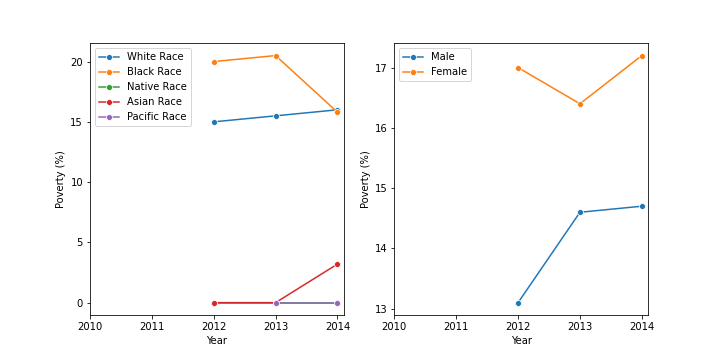 White Race
Black Race
Native Race
Asian Race
Pacific Race
20
15
10
5
0
Poverty (%)
2010 2011 2012 2013 2014
Year
Male
Female
17
16
15
14
13
Poverty (%)
2010 2011 2012 2013 2014
Year